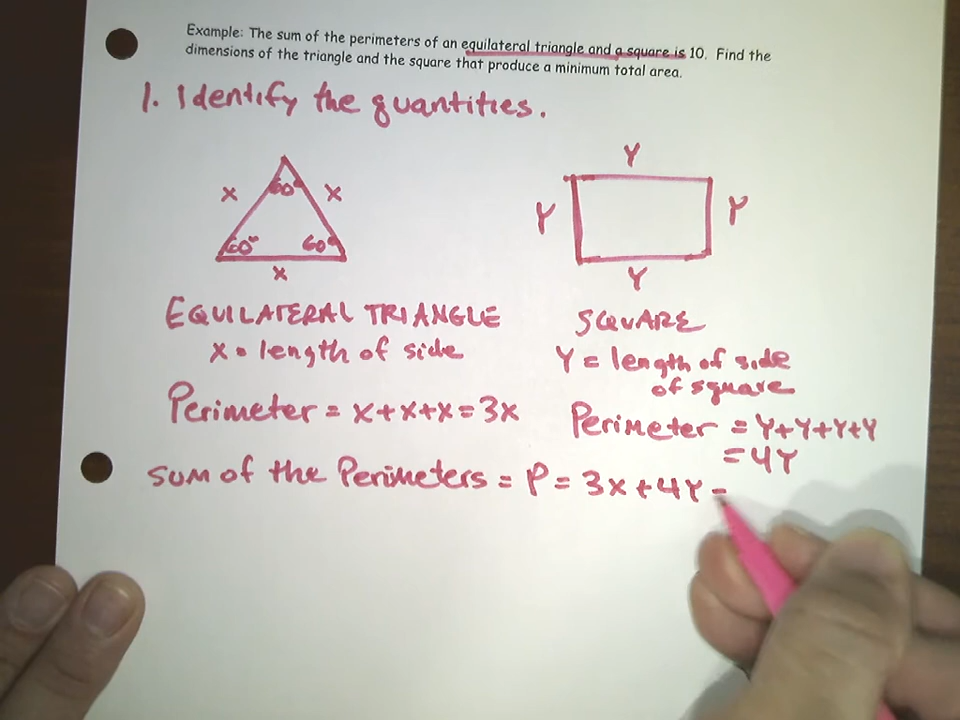 Example: The sum of the perimeters of an equilateral triangle and a square is 10. Find the
dimensions of the triangle and the square that produce a minimum total area.
1. Identify the quantities.
Y
x 60° x
Y Y
60° 60°
x
Y
EQUILATERAL TRIANGLE
SQUARE
x = length of side
Y = length of side
of square
Perimeter = x+x+x=3x
Perimeter = Y+Y+Y+Y
= 4Y
Sum of the Perimeters = P = 3x+4Y =